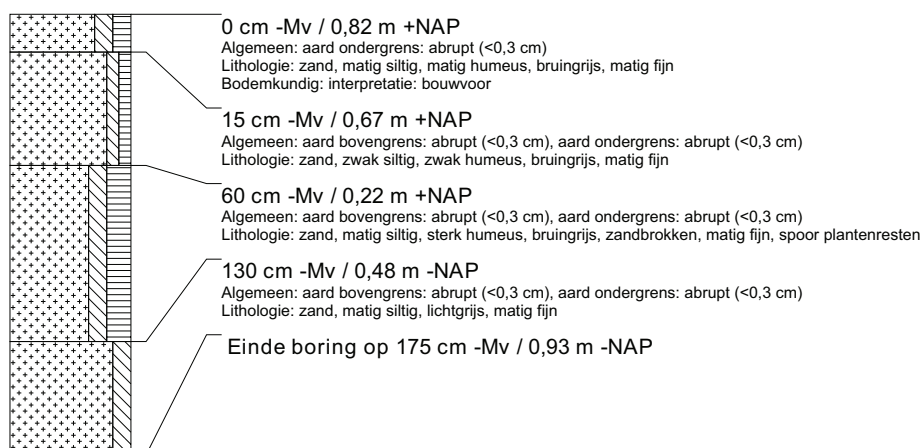 0 cm -Mv / 0,82 m +NAP
Algemeen: aard ondergrens: abrupt (<0,3 cm)
Lithologie: zand, matig siltig, matig humeus, bruingrijs, matig fijn
Bodemkundig: interpretatie: bouwvoor
15 cm -Mv / 0,67 m +NAP
Algemeen: aard bovengrens: abrupt (<0,3 cm), aard ondergrens: abrupt (<0,3 cm)
Lithologie: zand, zwak siltig, zwak humeus, bruingrijs, matig fijn
60 cm -Mv / 0,22 m +NAP
Algemeen: aard bovengrens: abrupt (<0,3 cm), aard ondergrens: abrupt (<0,3 cm)
Lithologie: zand, matig siltig, sterk humeus, bruingrijs, zandbrokken, matig fijn, spoor plantenresten
130 cm -Mv / 0,48 m -NAP
Algemeen: aard bovengrens: abrupt (<0,3 cm), aard ondergrens: abrupt (<0,3 cm)
Lithologie: zand, matig siltig, lichtgrijs, matig fijn
Einde boring op 175 cm -Mv / 0,93 m -NAP